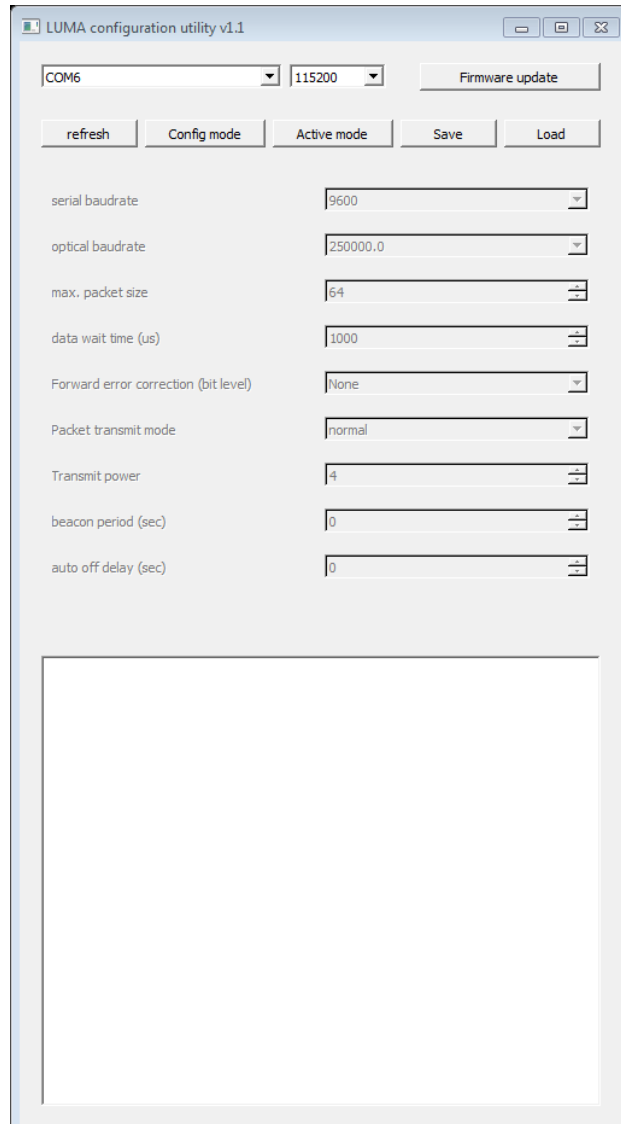 LUMA configuration utility v1.1
COM6 115200 Firmware update
refresh Config mode Active mode Save Load
serial baudrate 9600
optical baudrate 250000.0
max. packet size 64
data wait time (us) 1000
Forward error correction (bit level) None
Packet transmit mode normal
Transmit power 4
beacon period (sec) 0
auto off delay (sec) 0